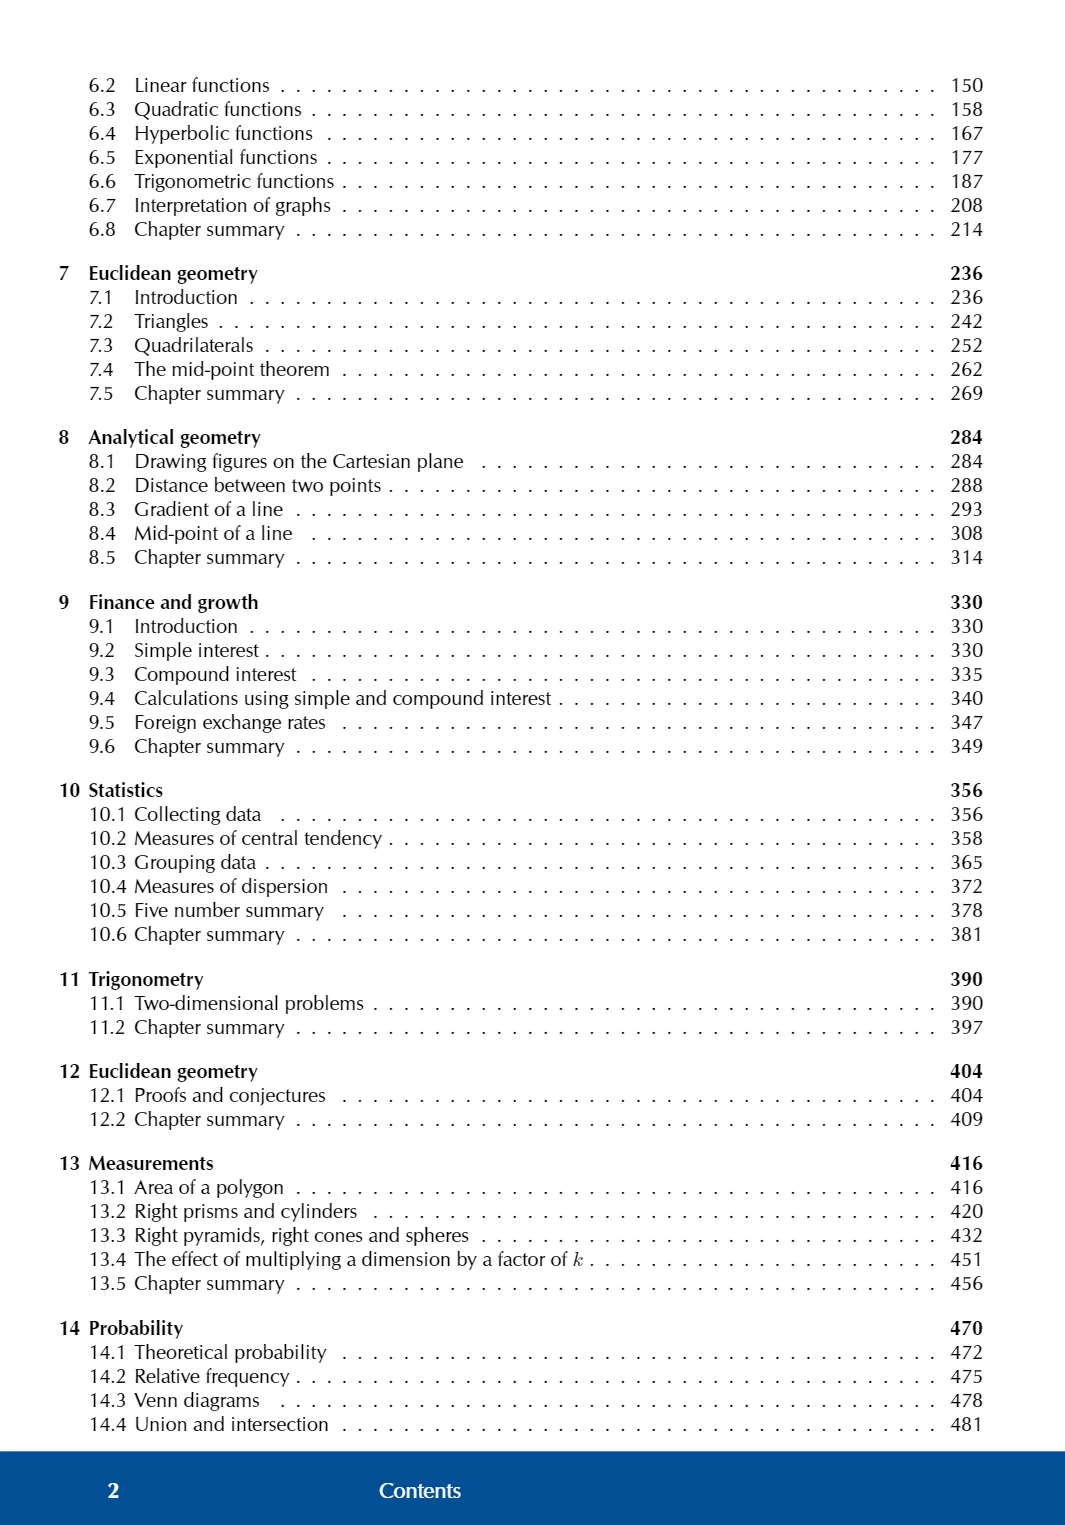 6.2 Linear functions . . . . . . . . . . . . . . . . . . . . . . . . . . . . . . . . . . . . . . . . . . . 150
6.3 Quadratic functions . . . . . . . . . . . . . . . . . . . . . . . . . . . . . . . . . . . . . . . . . 158
6.4 Hyperbolic functions . . . . . . . . . . . . . . . . . . . . . . . . . . . . . . . . . . . . . . . . 167
6.5 Exponential functions . . . . . . . . . . . . . . . . . . . . . . . . . . . . . . . . . . . . . . . . 177
6.6 Trigonometric functions . . . . . . . . . . . . . . . . . . . . . . . . . . . . . . . . . . . . . . . 187
6.7 Interpretation of graphs . . . . . . . . . . . . . . . . . . . . . . . . . . . . . . . . . . . . . . . 208
6.8 Chapter summary . . . . . . . . . . . . . . . . . . . . . . . . . . . . . . . . . . . . . . . . . . 214
7 Euclidean geometry 236
7.1 Introduction . . . . . . . . . . . . . . . . . . . . . . . . . . . . . . . . . . . . . . . . . . . . . 236
7.2 Triangles . . . . . . . . . . . . . . . . . . . . . . . . . . . . . . . . . . . . . . . . . . . . . . . 242
7.3 Quadrilaterals . . . . . . . . . . . . . . . . . . . . . . . . . . . . . . . . . . . . . . . . . . . . 252
7.4 The mid-point theorem . . . . . . . . . . . . . . . . . . . . . . . . . . . . . . . . . . . . . . . 262
7.5 Chapter summary . . . . . . . . . . . . . . . . . . . . . . . . . . . . . . . . . . . . . . . . . . 269
8 Analytical geometry 284
8.1 Drawing figures on the Cartesian plane . . . . . . . . . . . . . . . . . . . . . . . . . . . . . . 284
8.2 Distance between two points . . . . . . . . . . . . . . . . . . . . . . . . . . . . . . . . . . . . 288
8.3 Gradient of a line . . . . . . . . . . . . . . . . . . . . . . . . . . . . . . . . . . . . . . . . . . 293
8.4 Mid-point of a line . . . . . . . . . . . . . . . . . . . . . . . . . . . . . . . . . . . . . . . . . 308
8.5 Chapter summary . . . . . . . . . . . . . . . . . . . . . . . . . . . . . . . . . . . . . . . . . . 314
9 Finance and growth 330
9.1 Introduction . . . . . . . . . . . . . . . . . . . . . . . . . . . . . . . . . . . . . . . . . . . . . 330
9.2 Simple interest . . . . . . . . . . . . . . . . . . . . . . . . . . . . . . . . . . . . . . . . . . . . 330
9.3 Compound interest . . . . . . . . . . . . . . . . . . . . . . . . . . . . . . . . . . . . . . . . . 335
9.4 Calculations using simple and compound interest . . . . . . . . . . . . . . . . . . . . . . . . . 340
9.5 Foreign exchange rates . . . . . . . . . . . . . . . . . . . . . . . . . . . . . . . . . . . . . . . 347
9.6 Chapter summary . . . . . . . . . . . . . . . . . . . . . . . . . . . . . . . . . . . . . . . . . . 349
10 Statistics 356
10.1 Collecting data . . . . . . . . . . . . . . . . . . . . . . . . . . . . . . . . . . . . . . . . . . . 356
10.2 Measures of central tendency . . . . . . . . . . . . . . . . . . . . . . . . . . . . . . . . . . . . 358
10.3 Grouping data . . . . . . . . . . . . . . . . . . . . . . . . . . . . . . . . . . . . . . . . . . . . 365
10.4 Measures of dispersion . . . . . . . . . . . . . . . . . . . . . . . . . . . . . . . . . . . . . . . 372
10.5 Five number summary . . . . . . . . . . . . . . . . . . . . . . . . . . . . . . . . . . . . . . . 378
10.6 Chapter summary . . . . . . . . . . . . . . . . . . . . . . . . . . . . . . . . . . . . . . . . . . 381
11 Trigonometry 390
11.1 Two-dimensional problems . . . . . . . . . . . . . . . . . . . . . . . . . . . . . . . . . . . . . 390
11.2 Chapter summary . . . . . . . . . . . . . . . . . . . . . . . . . . . . . . . . . . . . . . . . . . 397
12 Euclidean geometry 404
12.1 Proofs and conjectures . . . . . . . . . . . . . . . . . . . . . . . . . . . . . . . . . . . . . . . 404
12.2 Chapter summary . . . . . . . . . . . . . . . . . . . . . . . . . . . . . . . . . . . . . . . . . . 409
13 Measurements 416
13.1 Area of a polygon . . . . . . . . . . . . . . . . . . . . . . . . . . . . . . . . . . . . . . . . . . 416
13.2 Right prisms and cylinders . . . . . . . . . . . . . . . . . . . . . . . . . . . . . . . . . . . . . 420
13.3 Right pyramids, right cones and spheres . . . . . . . . . . . . . . . . . . . . . . . . . . . . . . 432
13.4 The effect of multiplying a dimension by a factor of k . . . . . . . . . . . . . . . . . . . . . . . 451
13.5 Chapter summary . . . . . . . . . . . . . . . . . . . . . . . . . . . . . . . . . . . . . . . . . . 456
14 Probability 470
14.1 Theoretical probability . . . . . . . . . . . . . . . . . . . . . . . . . . . . . . . . . . . . . . . 472
14.2 Relative frequency . . . . . . . . . . . . . . . . . . . . . . . . . . . . . . . . . . . . . . . . . . 475
14.3 Venn diagrams . . . . . . . . . . . . . . . . . . . . . . . . . . . . . . . . . . . . . . . . . . . 478
14.4 Union and intersection . . . . . . . . . . . . . . . . . . . . . . . . . . . . . . . . . . . . . . . 481
2 Contents